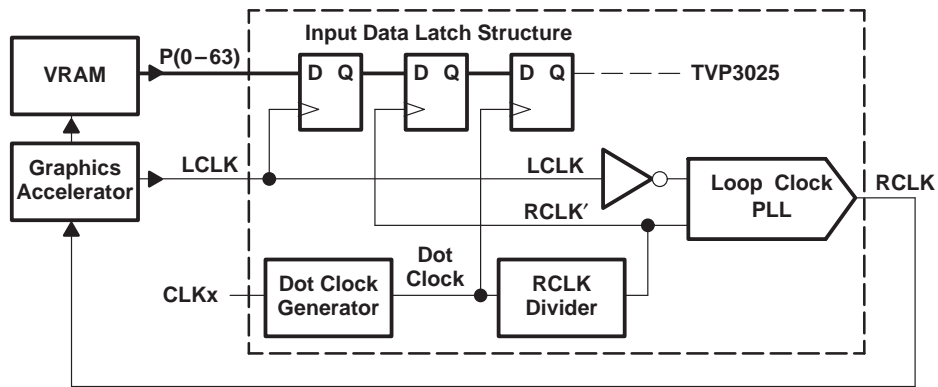 Input Data Latch Structure
P(0–63)
VRAM
D Q
D Q
D Q
TVP3025
Graphics
Accelerator
LCLK
LCLK
RCLK′
Loop Clock
PLL
RCLK
CLKx
Dot Clock
Generator
Dot
Clock
RCLK
Divider